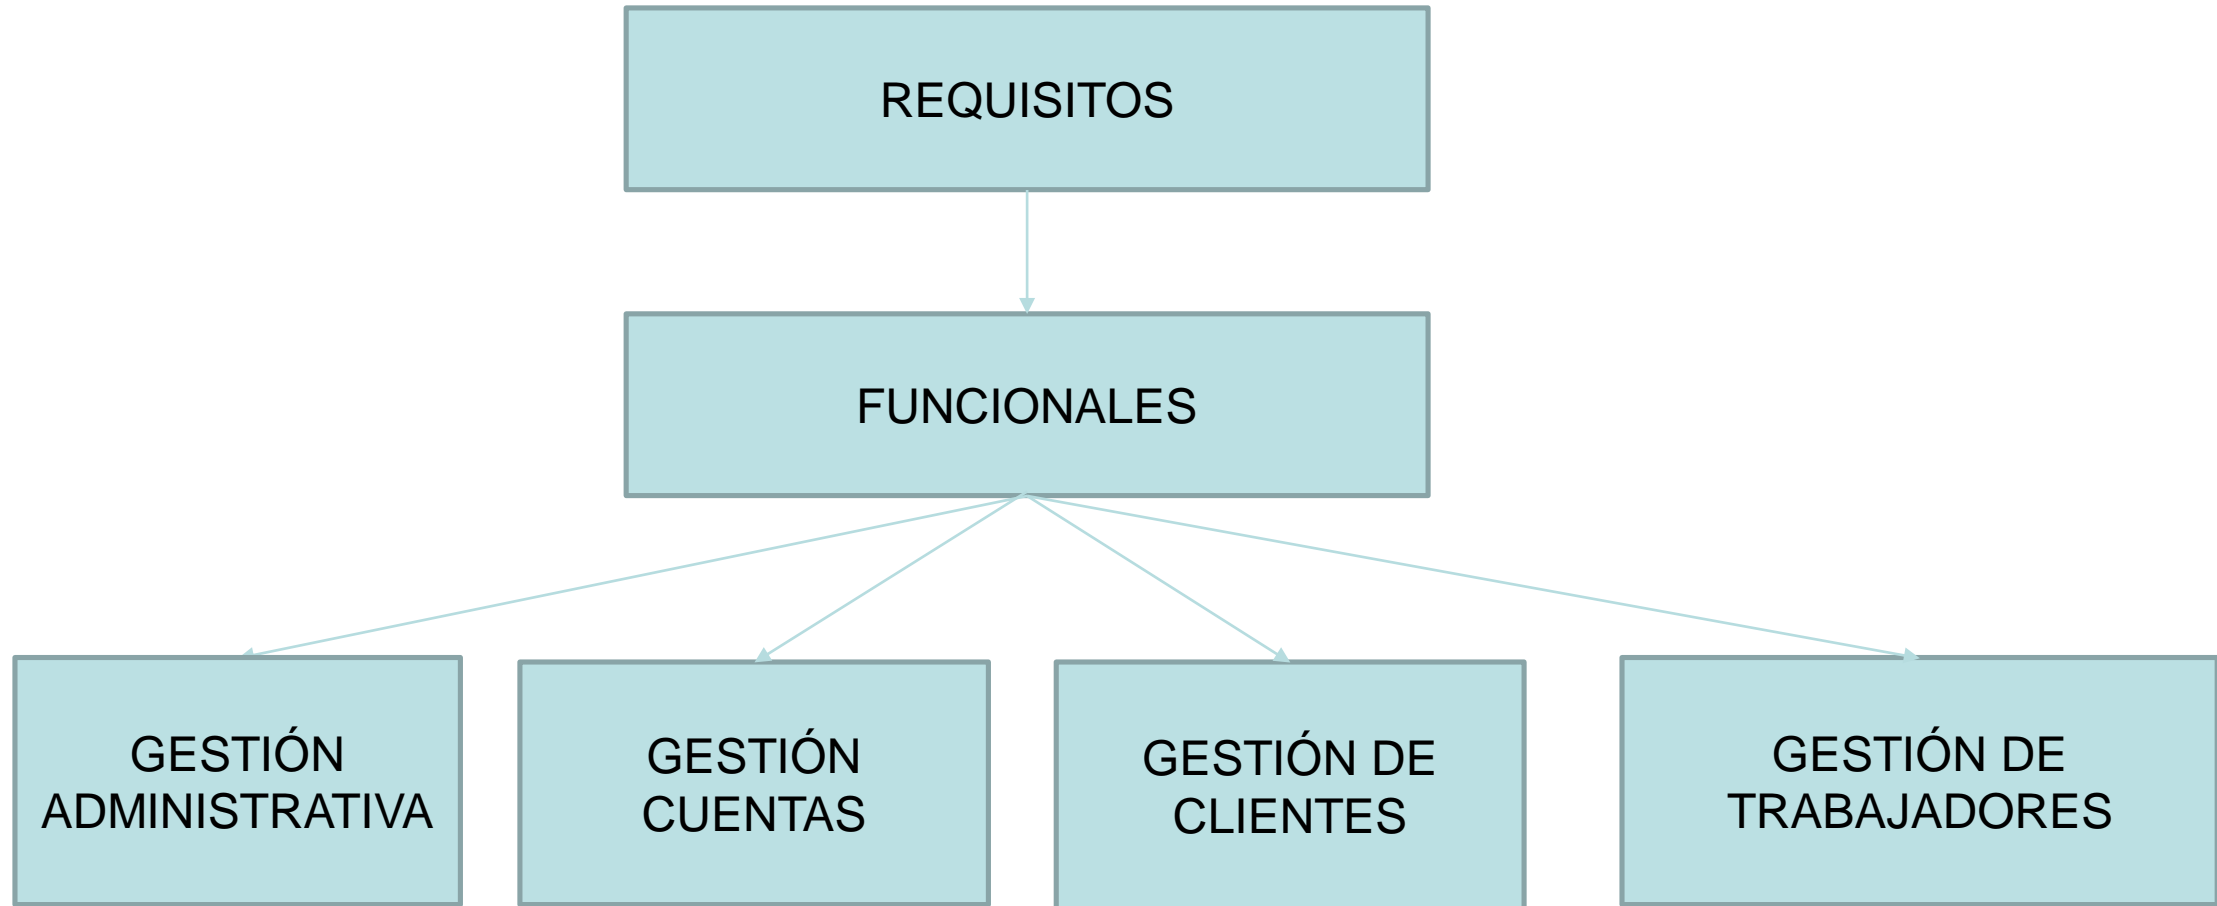 REQUISITOS
FUNCIONALES
GESTIÓN
ADMINISTRATIVA
GESTIÓN
CUENTAS
GESTIÓN DE
CLIENTES
GESTIÓN DE
TRABAJADORES